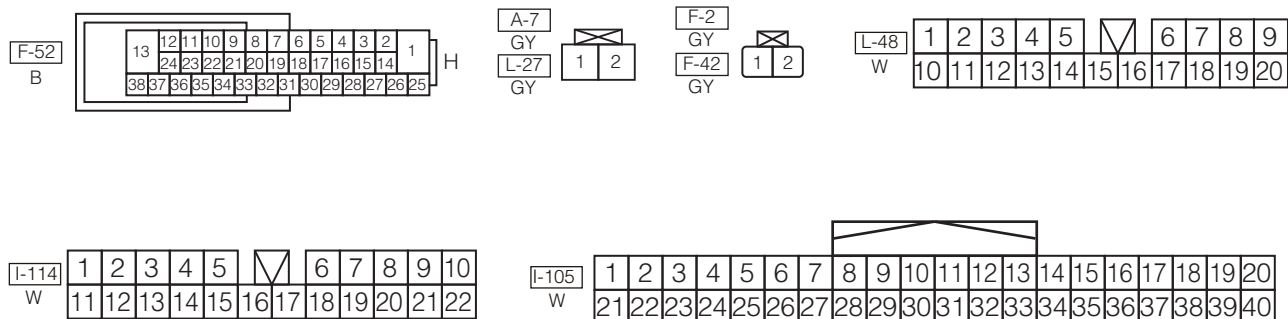 F-52
B
13 12 11 10 9 8 7 6 5 4 3 2 1
24 23 22 21 20 19 18 17 16 15 14
38 37 36 35 34 33 32 31 30 29 28 27 26 25
H
A-7
GY
L-27
GY
1 2
F-2
GY
F-42
GY
1 2
L-48
W
1 2 3 4 5 6 7 8 9
10 11 12 13 14 15 16 17 18 19 20
I-114
W
1 2 3 4 5 6 7 8 9 10
11 12 13 14 15 16 17 18 19 20 21 22
I-105
W
1 2 3 4 5 6 7 8 9 10 11 12 13 14 15 16 17 18 19 20
21 22 23 24 25 26 27 28 29 30 31 32 33 34 35 36 37 38 39 40